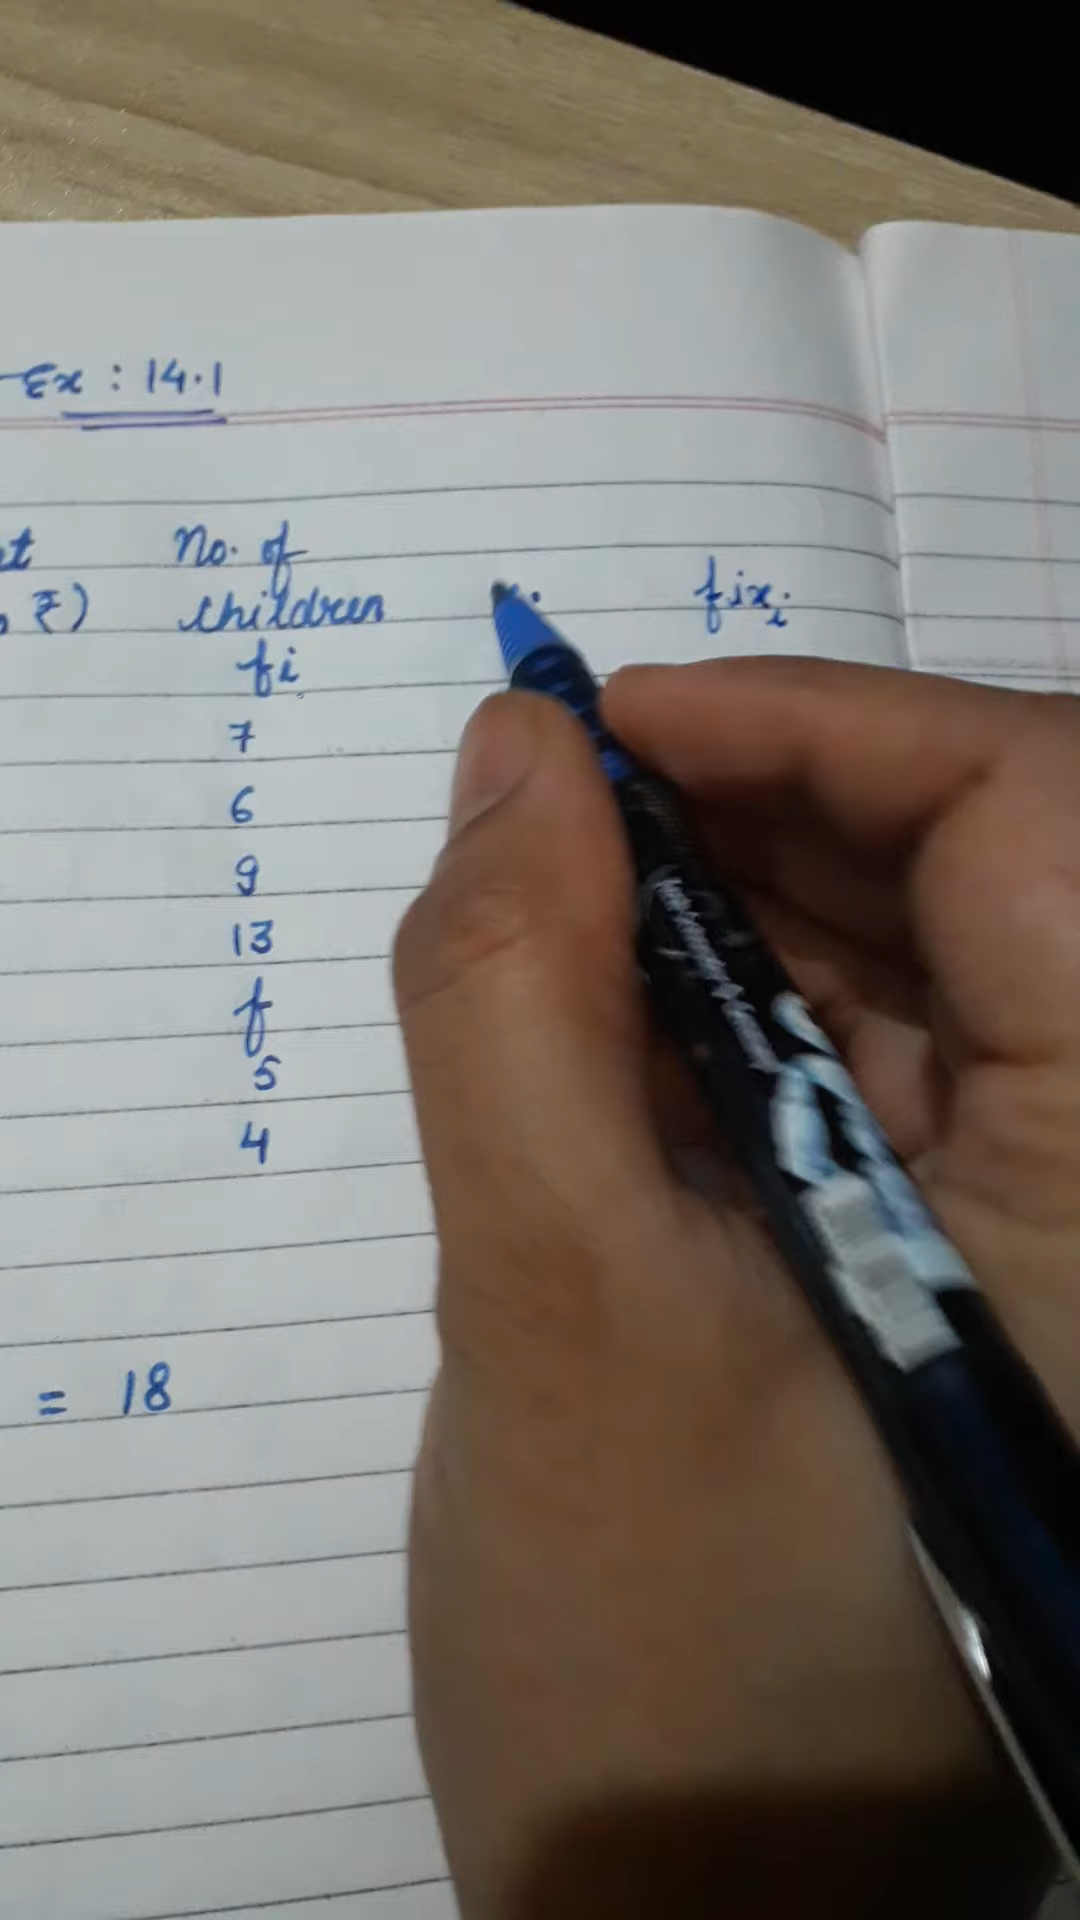 Ex : 14.1
No. of
₹) children
fi
fixi
7
6
9
13
f
5
4
= 18